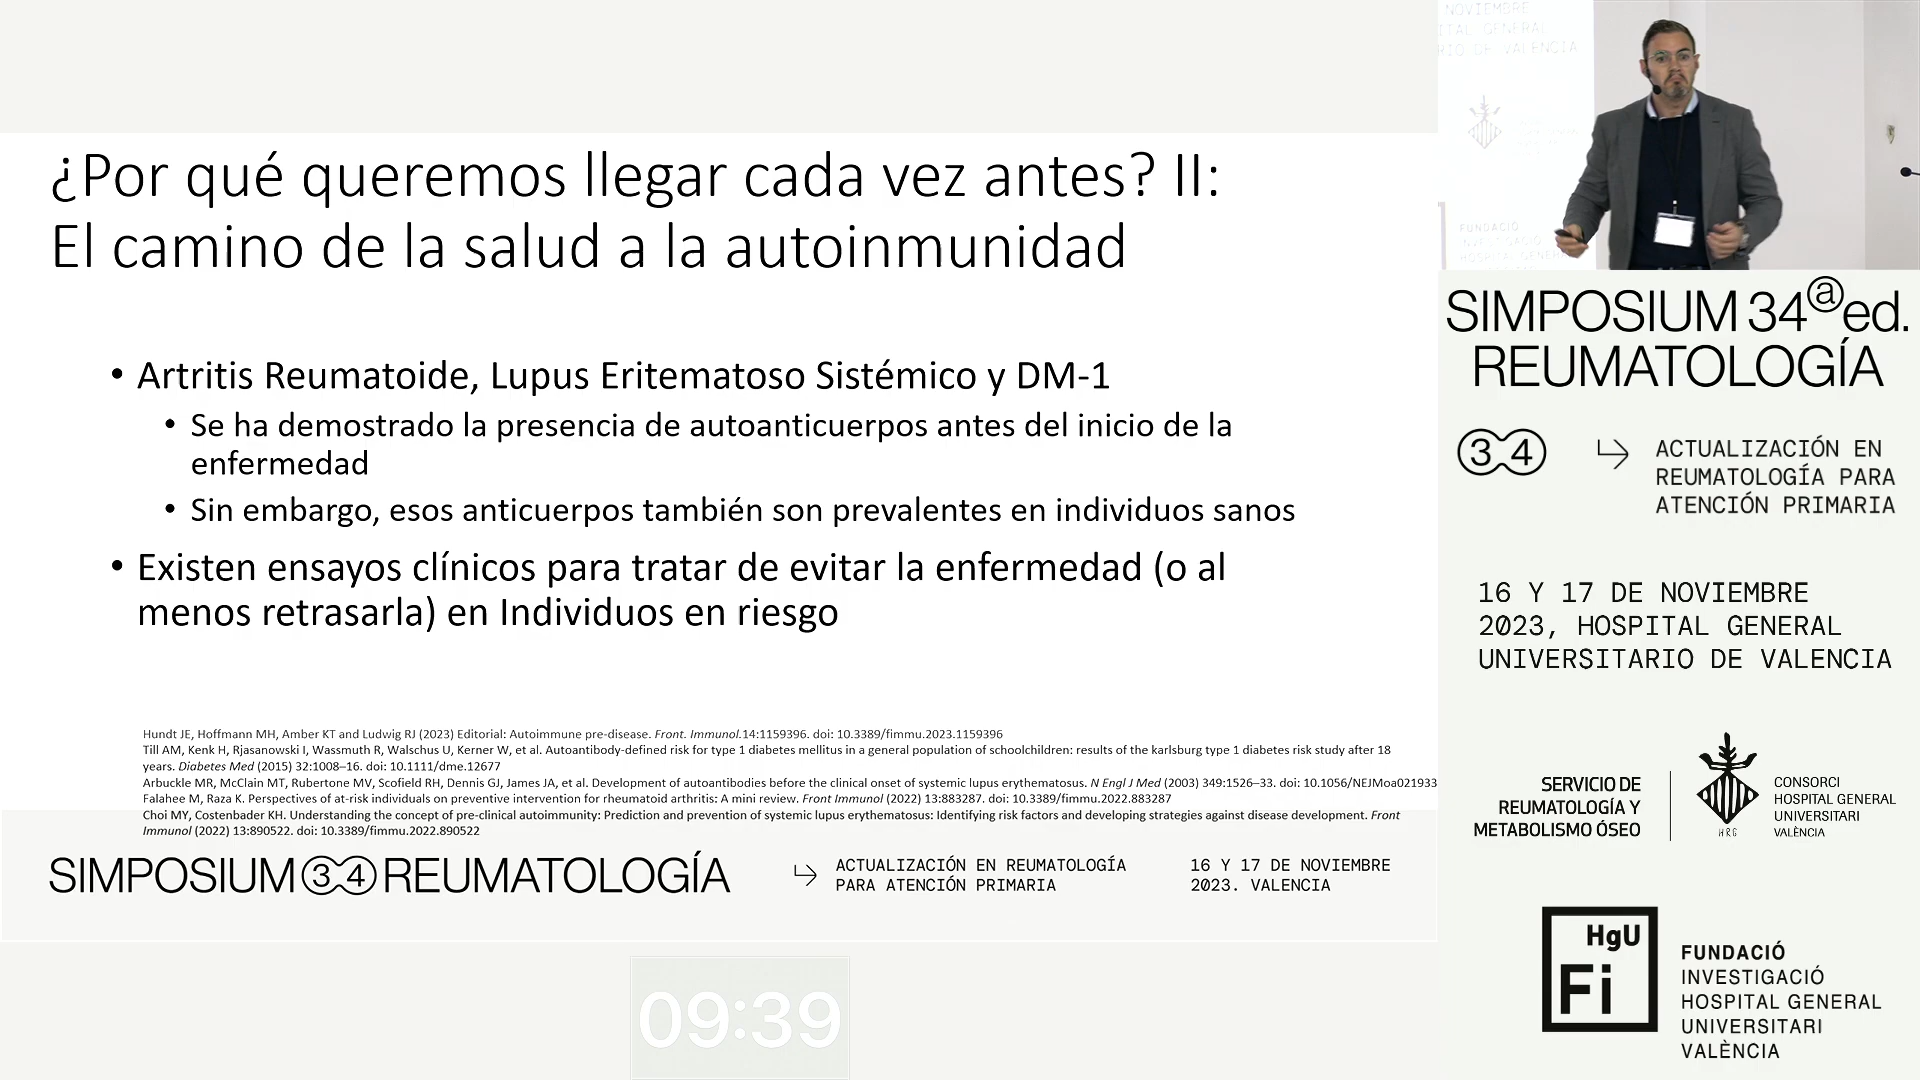 ¿Por qué queremos llegar cada vez antes? II:
El camino de la salud a la autoinmunidad
• Artritis Reumatoide, Lupus Eritematoso Sistémico y DM-1
• Se ha demostrado la presencia de autoanticuerpos antes del inicio de la
enfermedad
• Sin embargo, esos anticuerpos también son prevalentes en individuos sanos
• Existen ensayos clínicos para tratar de evitar la enfermedad (o al
menos retrasarla) en Individuos en riesgo
Hundt JE, Hoffmann MH, Amber KT and Ludwig RJ (2023) Editorial: Autoimmune pre-disease. Front. Immunol.14:1159396. doi: 10.3389/fimmu.2023.1159396
Till AM, Kenk H, Rjasanowski I, Wassmuth R, Walschus U, Kerner W, et al. Autoantibody-defined risk for type 1 diabetes mellitus in a general population of schoolchildren: results of the karlsburg type 1 diabetes risk study after 18
years. Diabetes Med (2015) 32:1008–16. doi: 10.1111/dme.12677
Arbuckle MR, McClain MT, Rubertone MV, Scofield RH, Dennis GJ, James JA, et al. Development of autoantibodies before the clinical onset of systemic lupus erythematosus. N Engl J Med (2003) 349:1526–33. doi: 10.1056/NEJMoa021933
Falahee M, Raza K. Perspectives of at-risk individuals on preventive intervention for rheumatoid arthritis: A mini review. Front Immunol (2022) 13:883287. doi: 10.3389/fimmu.2022.883287
Choi MY, Costenbader KH. Understanding the concept of pre-clinical autoimmunity: Prediction and prevention of systemic lupus erythematosus: Identifying risk factors and developing strategies against disease development. Front
Immunol (2022) 13:890522. doi: 10.3389/fimmu.2022.890522
SIMPOSIUM 34 REUMATOLOGÍA
ACTUALIZACIÓN EN REUMATOLOGÍA
PARA ATENCIÓN PRIMARIA
16 Y 17 DE NOVIEMBRE
2023. VALENCIA
09:39
NOVIEMBRE
ITAL GENERAL
RIO DE VALENCIA
FUNDACIÓ
INVESTIGACIÓ
HOSPITAL GENER
SIMPOSIUM 34ª ed.
REUMATOLOGÍA
34
ACTUALIZACIÓN EN
REUMATOLOGÍA PARA
ATENCIÓN PRIMARIA
16 Y 17 DE NOVIEMBRE
2023, HOSPITAL GENERAL
UNIVERSITARIO DE VALENCIA
SERVICIO DE
REUMATOLOGÍA Y
METABOLISMO ÓSEO
HRG
CONSORCI
HOSPITAL GENERAL
UNIVERSITARI
VALÈNCIA
HgU
Fi
FUNDACIÓ
INVESTIGACIÓ
HOSPITAL GENERAL
UNIVERSITARI
VALÈNCIA